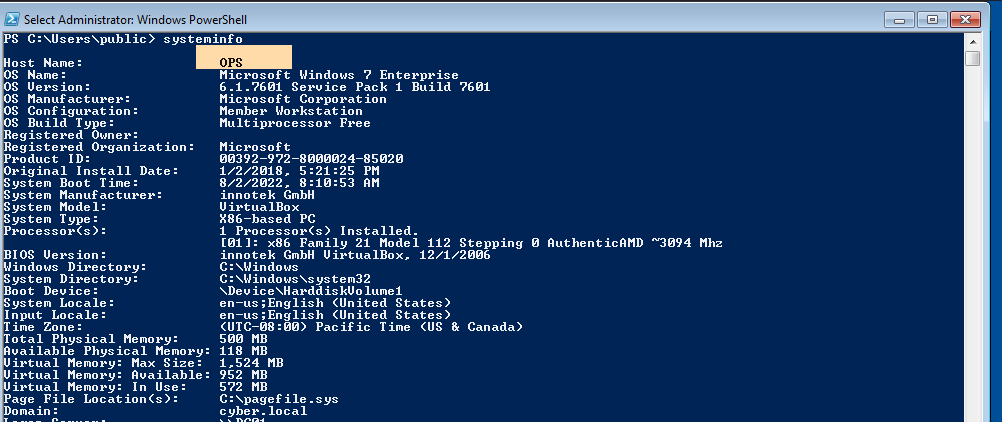 Select Administrator: Windows PowerShell
PS C:\Users\public> systeminfo
Host Name: OPS
OS Name: Microsoft Windows 7 Enterprise
OS Version: 6.1.7601 Service Pack 1 Build 7601
OS Manufacturer: Microsoft Corporation
OS Configuration: Member Workstation
OS Build Type: Multiprocessor Free
Registered Owner:
Registered Organization: Microsoft
Product ID: 00392-972-8000024-85020
Original Install Date: 1/2/2018, 5:21:25 PM
System Boot Time: 8/2/2022, 8:10:53 AM
System Manufacturer: innotek GmbH
System Model: VirtualBox
System Type: X86-based PC
Processor(s): 1 Processor(s) Installed.
[01]: x86 Family 21 Model 112 Stepping 0 AuthenticAMD ~3094 Mhz
BIOS Version: innotek GmbH VirtualBox, 12/1/2006
Windows Directory: C:\Windows
System Directory: C:\Windows\system32
Boot Device: \Device\HarddiskVolume1
System Locale: en-us;English (United States)
Input Locale: en-us;English (United States)
Time Zone: (UTC-08:00) Pacific Time (US & Canada)
Total Physical Memory: 500 MB
Available Physical Memory: 118 MB
Virtual Memory: Max Size: 1,524 MB
Virtual Memory: Available: 952 MB
Virtual Memory: In Use: 572 MB
Page File Location(s): C:\pagefile.sys
Domain: cyber.local